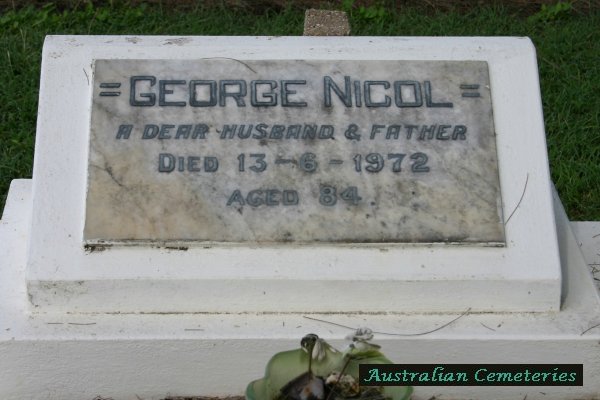 = GEORGE NICOL =
A DEAR HUSBAND & FATHER
DIED 13-6-1972
AGED 84.
Australian Cemeteries